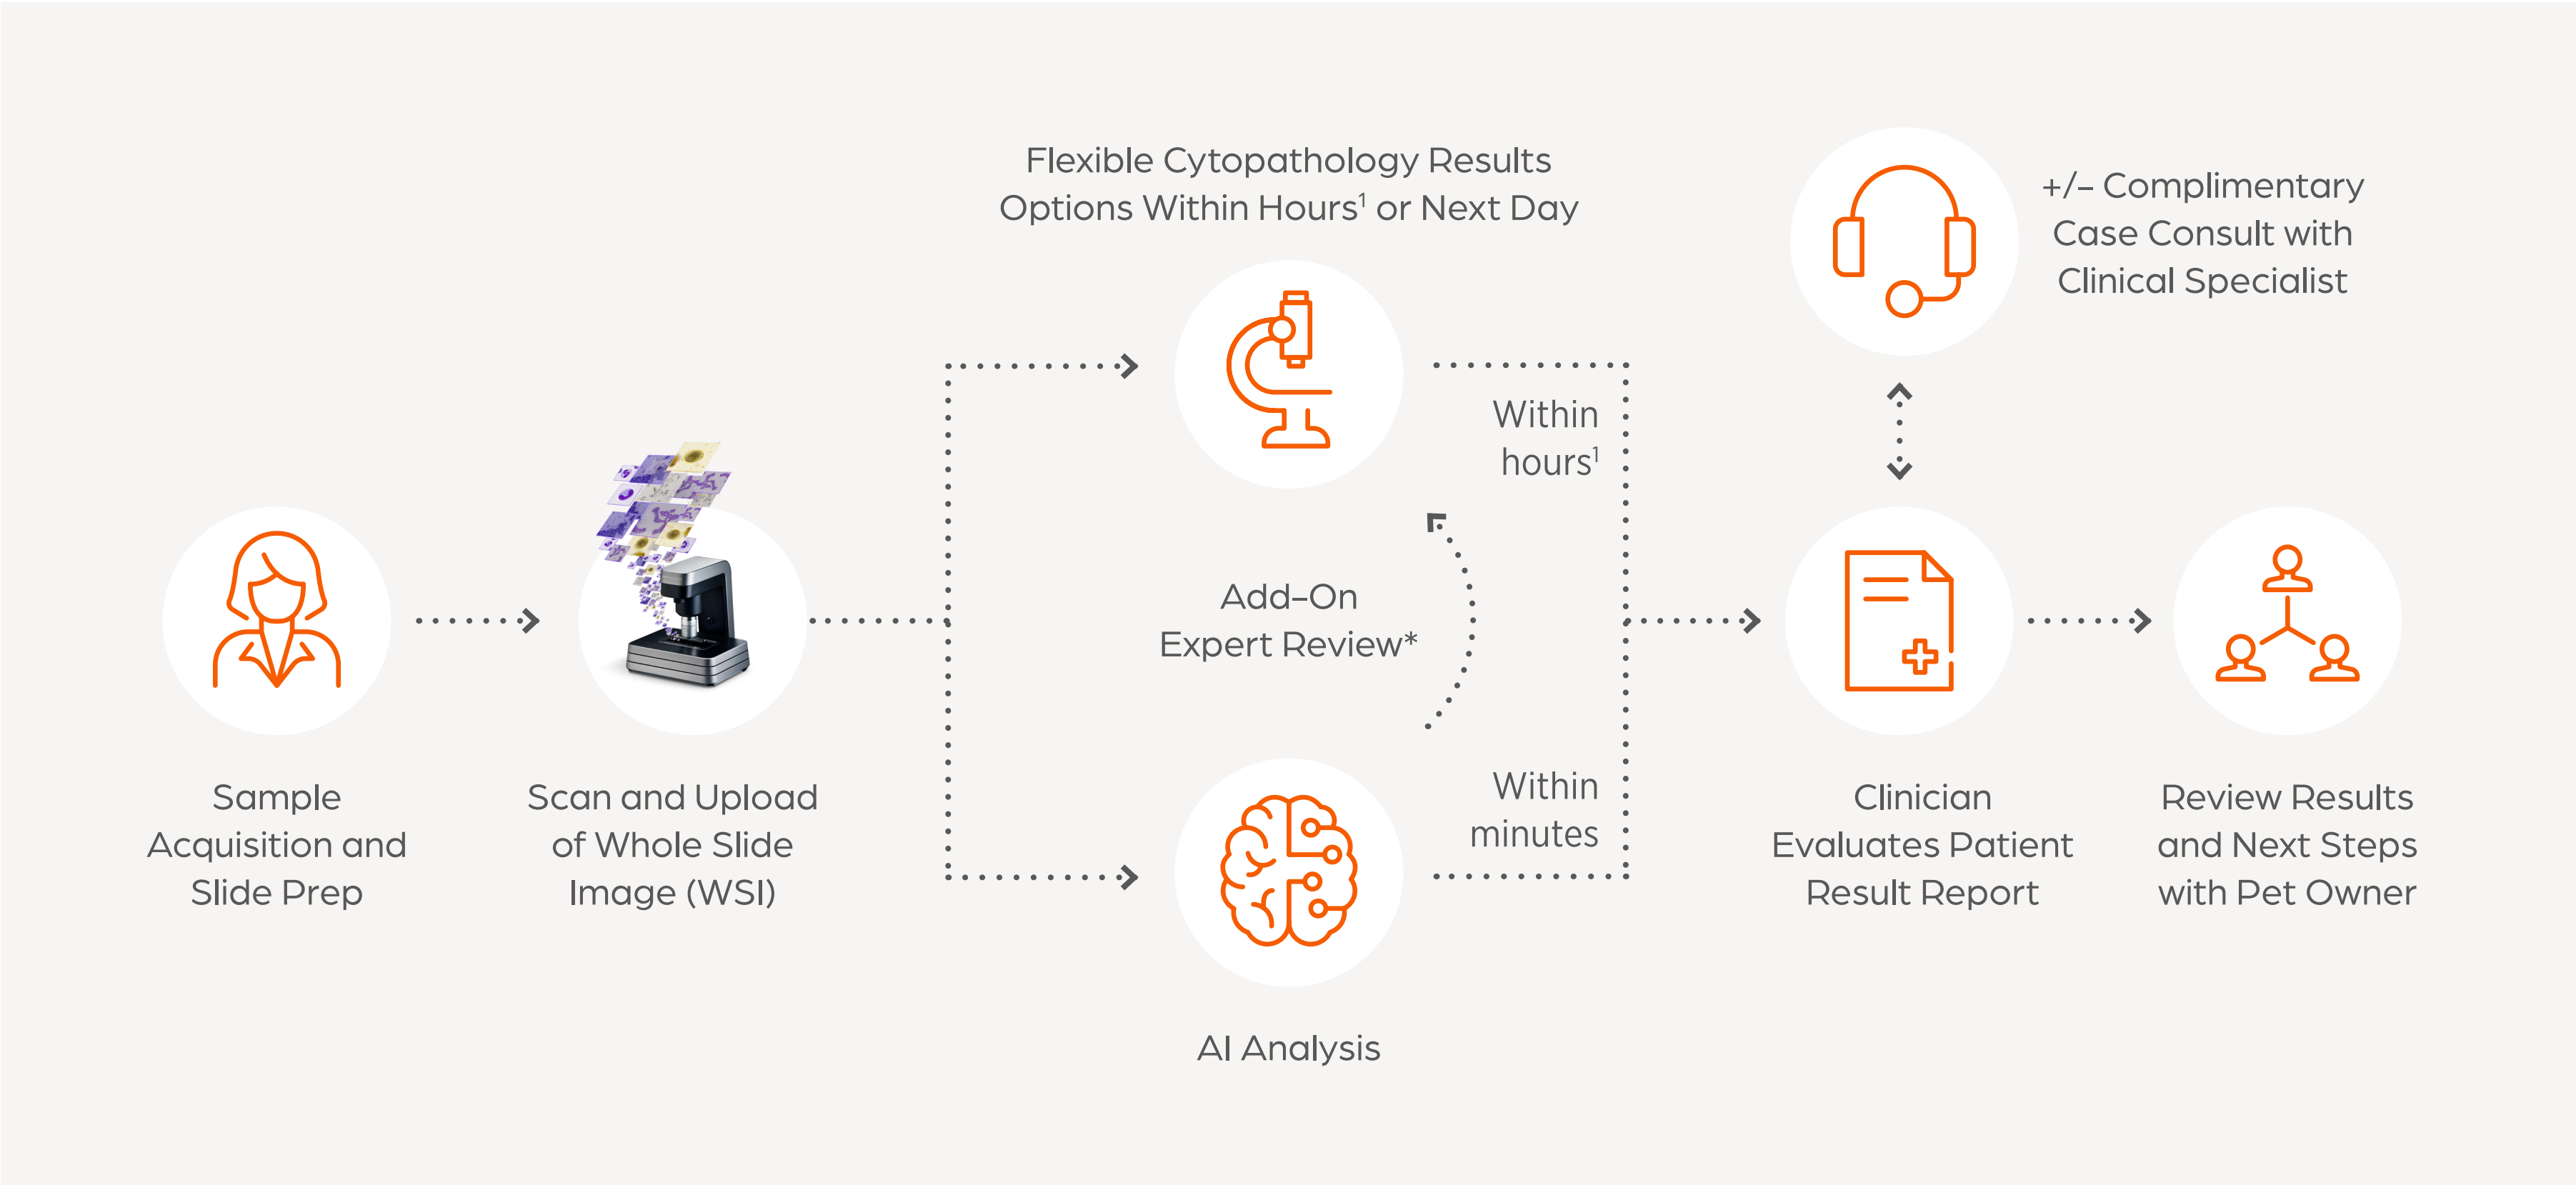 Flexible Cytopathology Results
Options Within Hours¹ or Next Day
+/- Complimentary
Case Consult with
Clinical Specialist
Within
hours¹
Add-On
Expert Review*
Within
minutes
Sample
Acquisition and
Slide Prep
Scan and Upload
of Whole Slide
Image (WSI)
AI Analysis
Clinician
Evaluates Patient
Result Report
Review Results
and Next Steps
with Pet Owner